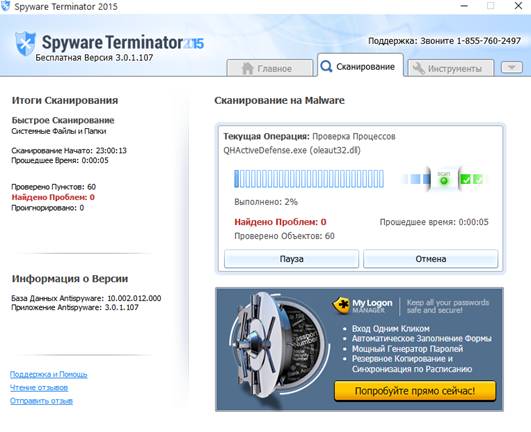 Spyware Terminator 2015
Spyware Terminator2015
Бесплатная Версия 3.0.1.107
Поддержка: Звоните 1-855-760-2497
Главное
Сканирование
Инструменты
Итоги Сканирования
Быстрое Сканирование
Системные Файлы и Папки
Сканирование Начато: 23:00:13
Прошедшее Время: 0:00:05
Проверено Пунктов: 60
Найдено Проблем: 0
Проигнорировано: 0
Информация о Версии
База Данных Antispyware: 10.002.012.000
Приложение Antispyware: 3.0.1.107
Поддержка и Помощь
Чтение отзывов
Отправить отзыв
Сканирование на Malware
Текущая Операция: Проверка Процессов
QHActiveDefense.exe (oleaut32.dll)
scan
Выполнено: 2%
Найдено Проблем: 0
Прошедшее время: 0:00:05
Проверено Объектов: 60
Пауза
Отмена
My Logon
MANAGER
Keep all your passwords
safe and secure!
• Вход Одним Кликом
• Автоматическое Заполнение Формы
• Мощный Генератор Паролей
• Резервное Копирование и
Синхронизация по Расписанию
Попробуйте прямо сейчас!